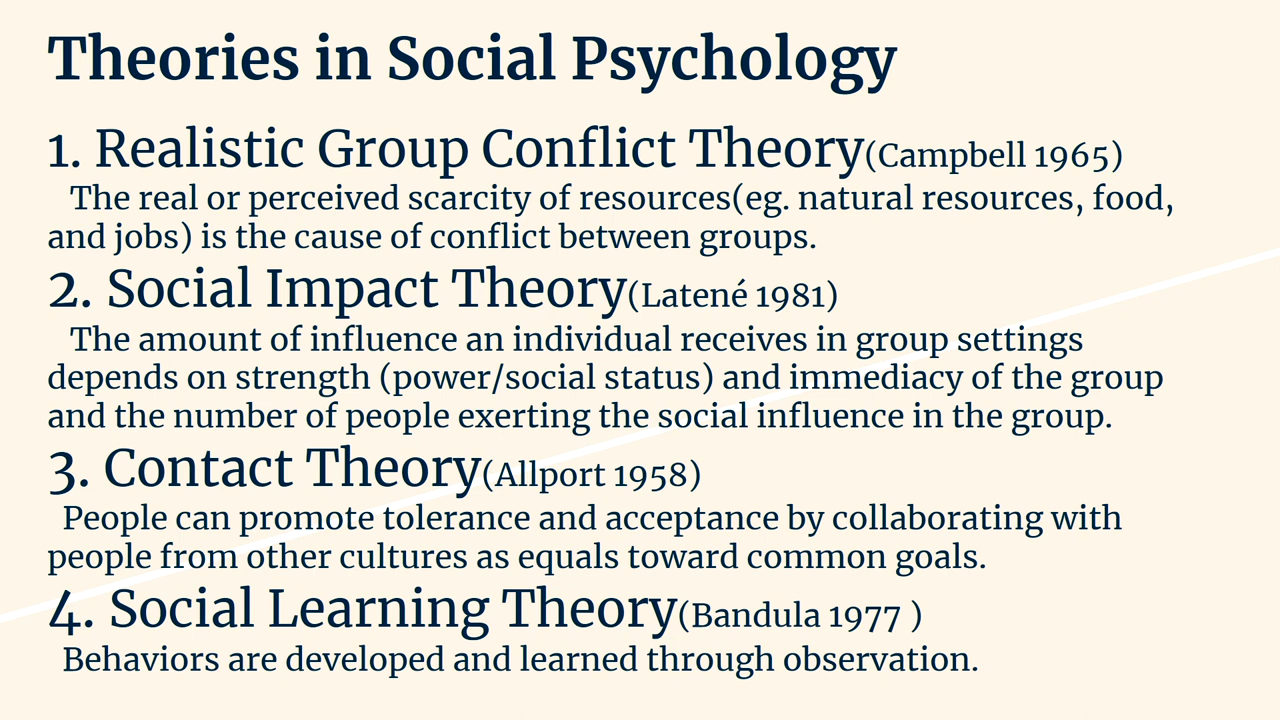 Theories in Social Psychology
1. Realistic Group Conflict Theory(Campbell 1965)
The real or perceived scarcity of resources(eg. natural resources, food,
and jobs) is the cause of conflict between groups.
2. Social Impact Theory(Latené 1981)
The amount of influence an individual receives in group settings
depends on strength (power/social status) and immediacy of the group
and the number of people exerting the social influence in the group.
3. Contact Theory(Allport 1958)
People can promote tolerance and acceptance by collaborating with
people from other cultures as equals toward common goals.
4. Social Learning Theory(Bandula 1977 )
Behaviors are developed and learned through observation.